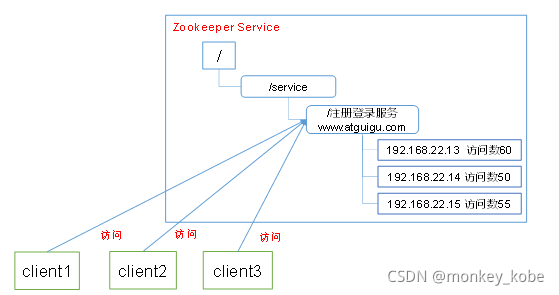 Zookeeper Service
/
/service
/注册登录服务
www.atguigu.com
192.168.22.13 访问数60
192.168.22.14 访问数50
192.168.22.15 访问数55
访问
访问
访问
client1
client2
client3
CSDN @monkey_kobe